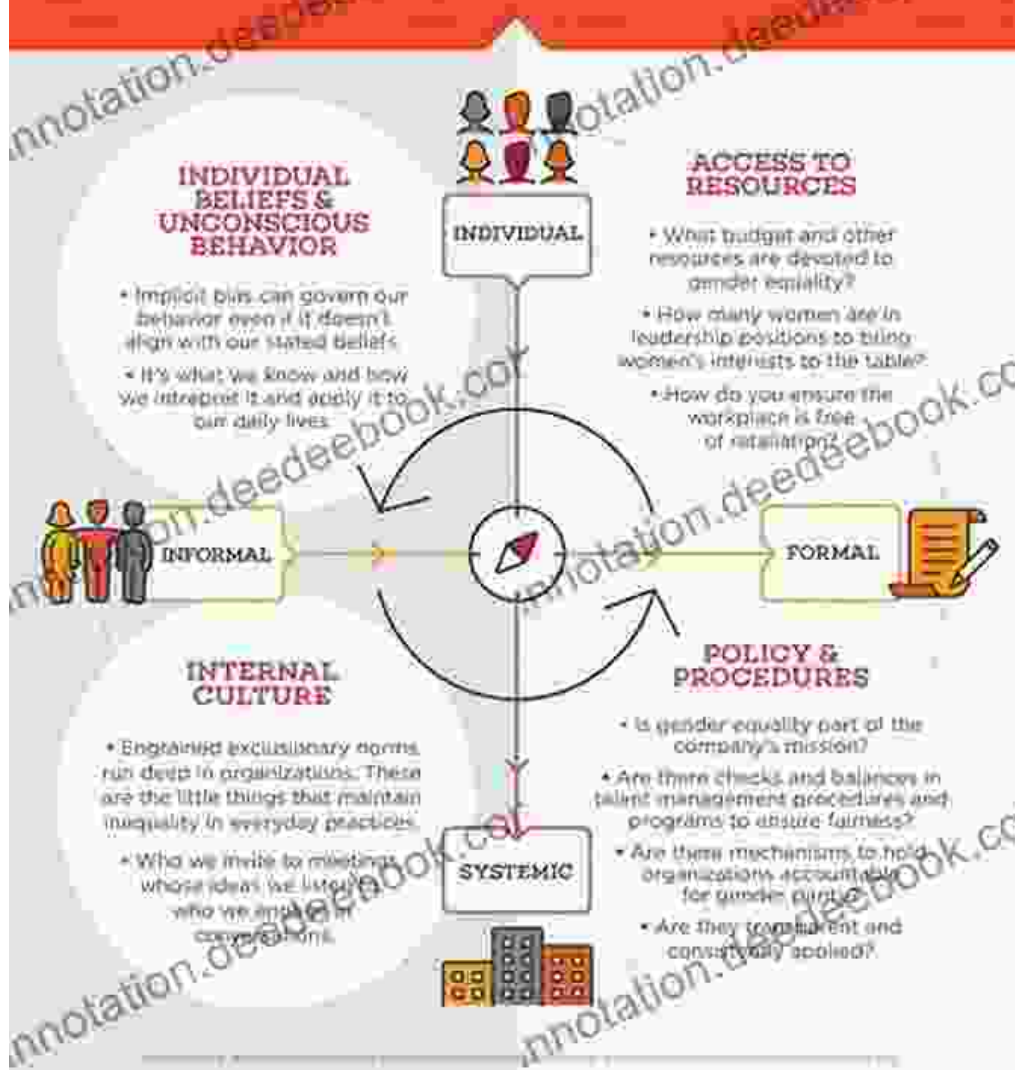 INDIVIDUAL
BELIEFS &
UNCONSCIOUS
BEHAVIOR
• Implicit bias can govern our
behavior even if it doesn't
align with our stated beliefs.
• It's what we know and how
we intrepret it and apply it to
our daily lives.
INDIVIDUAL
ACCESS TO
RESOURCES
• What budget and other
resources are devoted to
gender equality?
• How many women are in
leadership positions to bring
women's interests to the table?
• How do you ensure the
workplace is free
of retaliation?
INFORMAL
FORMAL
INTERNAL
CULTURE
• Engrained exclusionary norms
run deep in organizations. These
are the little things that maintain
inequality in everyday practices.
• Who we invite to meetings,
whose ideas we listen to,
who we engage in
conversations.
SYSTEMIC
POLICY &
PROCEDURES
• Is gender equality part of the
company's mission?
• Are there checks and balances in
talent management procedures and
programs to ensure fairness?
• Are there mechanisms to hold
organizations accountable
for gender parity?
• Are they transparent and
consistently applied?
annotation.deedeebook.com